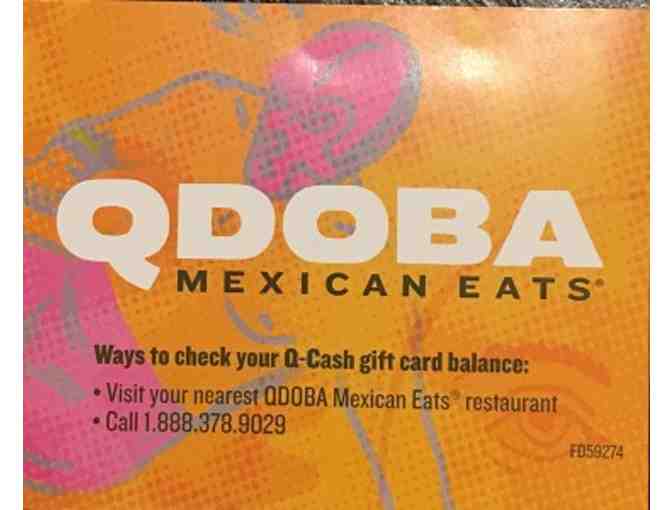 QDOBA
MEXICAN EATS®
Ways to check your Q-Cash gift card balance:
• Visit your nearest QDOBA Mexican Eats® restaurant
• Call 1.888.378.9029
FD59274